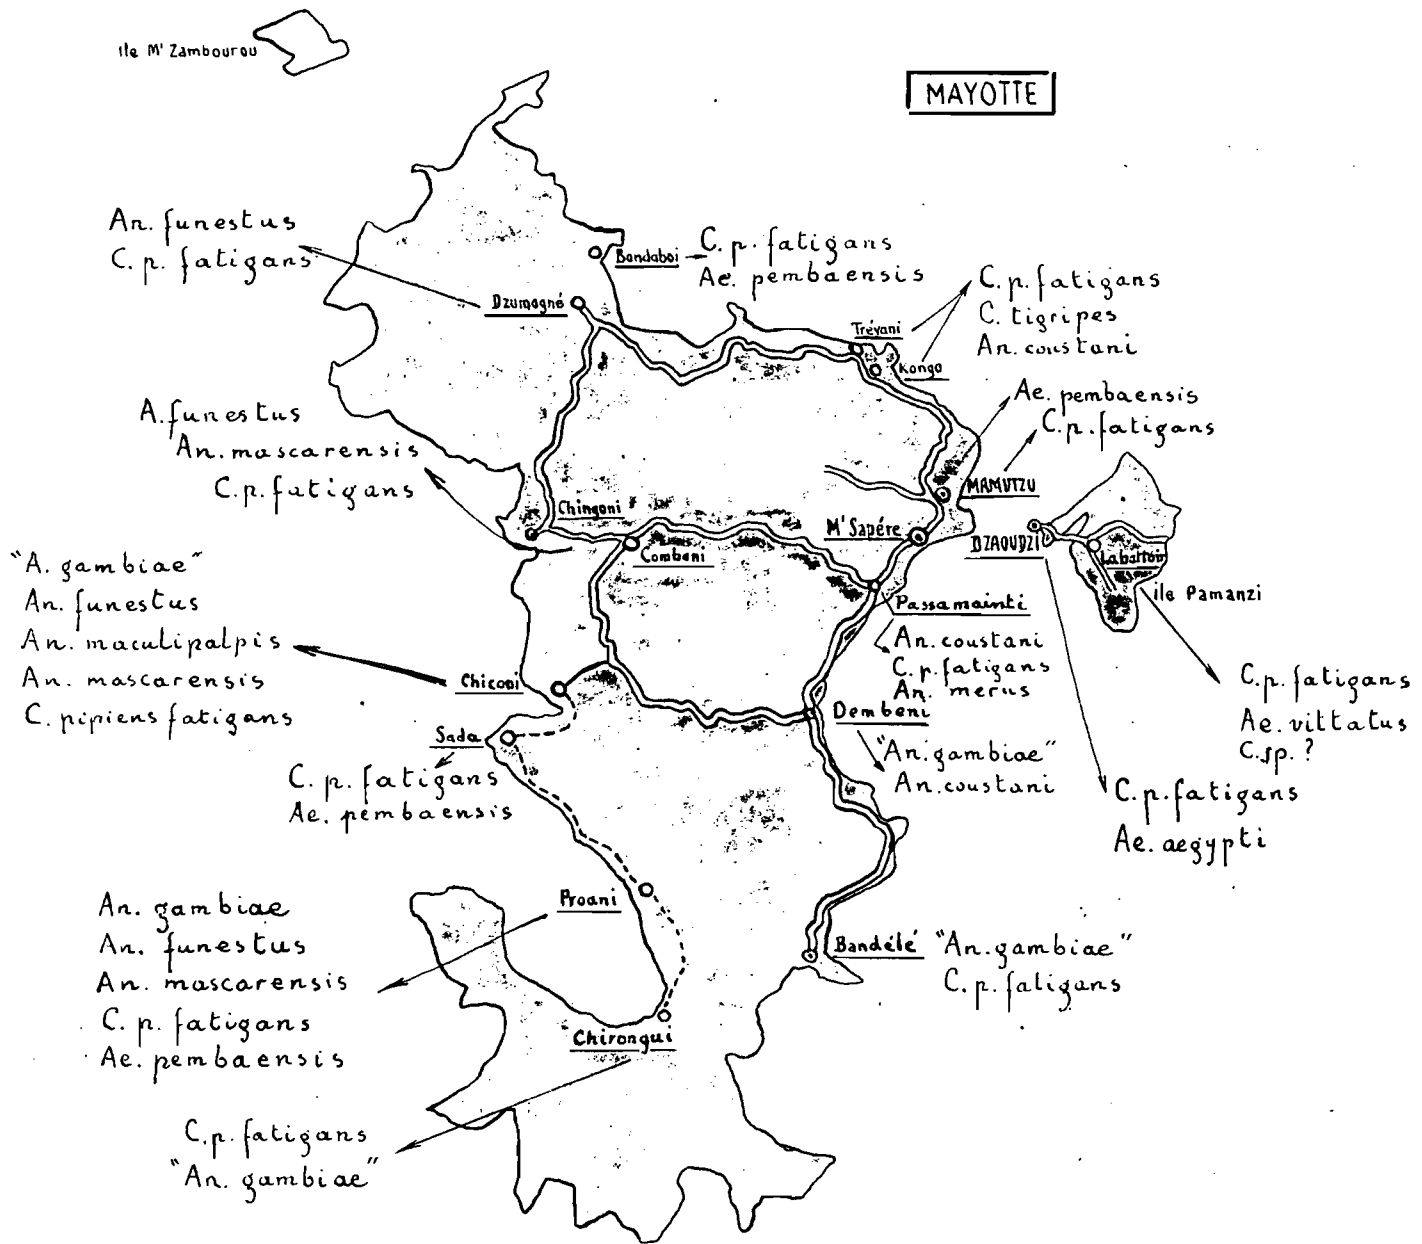 Ile M' Zambourou
MAYOTTE
An. funestus
C. p. fatigans
Bandaboi
C. p. fatigans
Ae. pembaensis
Dzumogné
Trévani
Kongo
C. p. fatigans
C. tigripes
An. coustani
Ae. pembaensis
C. p. fatigans
A. funestus
An. mascarensis
C. p. fatigans
MAMUTZU
Chingoni
M'Sapére
DZAOUDZI
Labattoir
Combani
"A. gambiae"
An. funestus
An. maculipalpis
An. mascarensis
C. pipiens fatigans
Ile Pamanzi
Passamainti
An. coustani
C. p. fatigans
An. merus
Chiconi
C. p. fatigans
Ae. vittatus
C. sp. ?
Dembeni
"An. gambiae"
An. coustani
Sada
C. p. fatigans
Ae. pembaensis
C. p. fatigans
Ae. aegypti
Proani
An. gambiae
An. funestus
An. mascarensis
C. p. fatigans
Ae. pembaensis
Bandélé
"An. gambiae"
C. p. fatigans
Chirongui
C. p. fatigans
"An. gambiae"